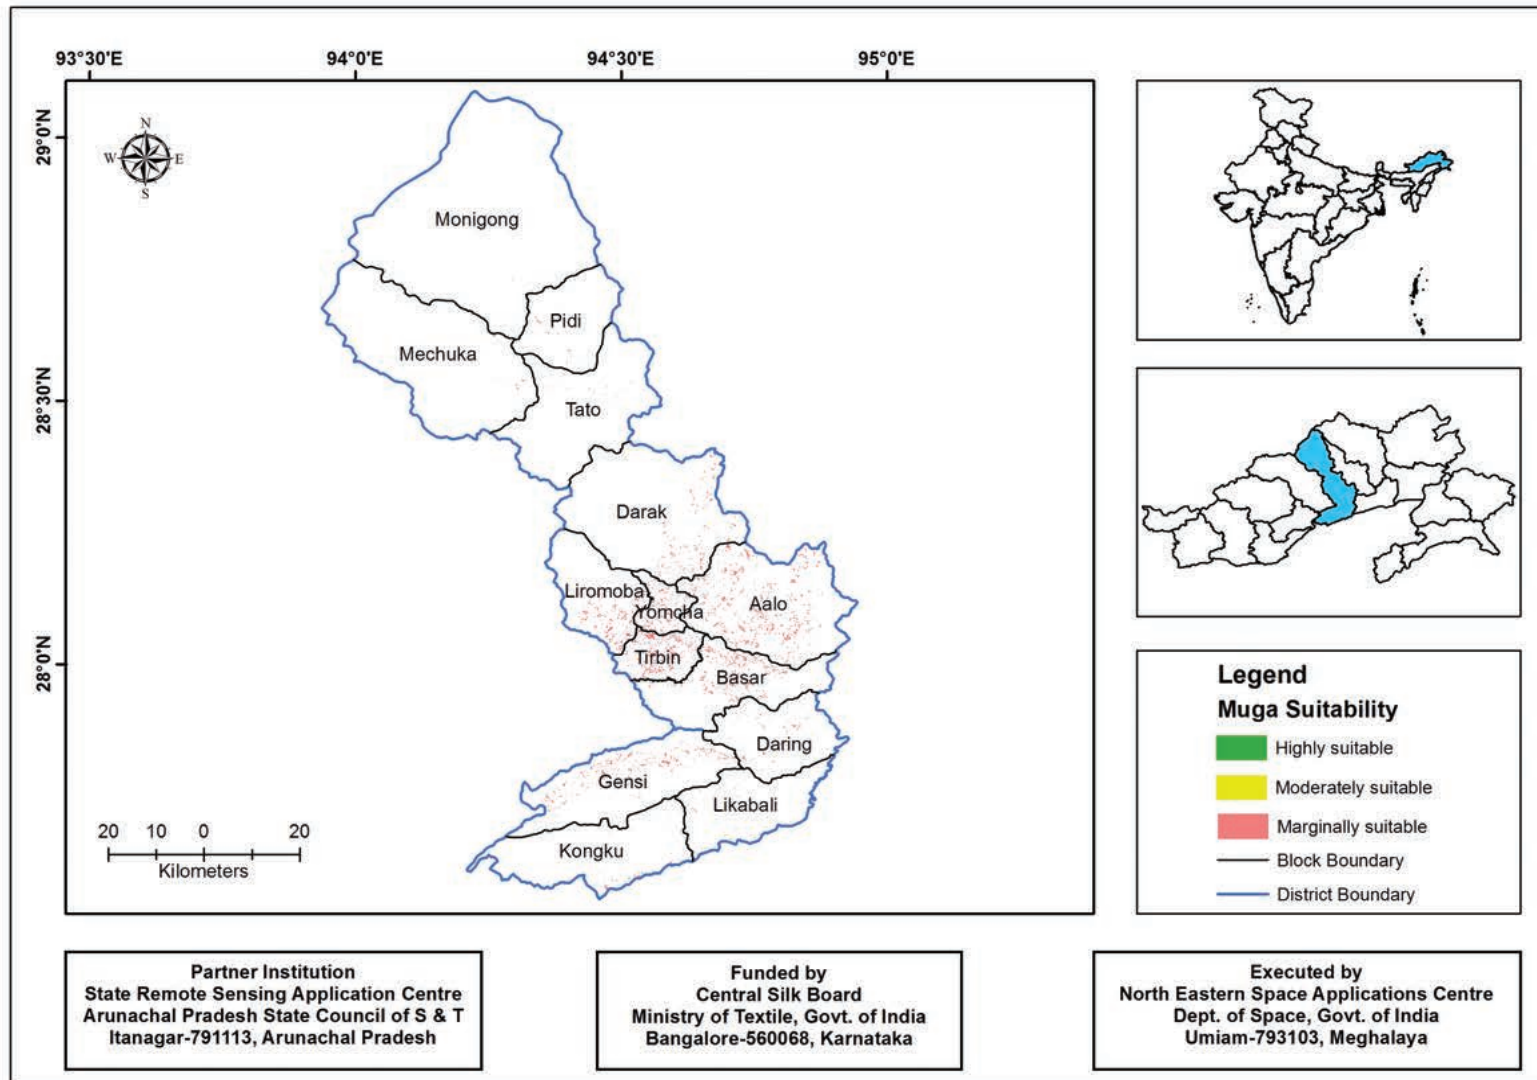 93°30'E
94°0'E
94°30'E
95°0'E
29°0'N
28°30'N
28°0'N
N
W
E
S
Monigong
Pidi
Mechuka
Tato
Darak
Liromoba
Yomcha
Aalo
Tirbin
Basar
Daring
Gensi
Likabali
Kongku
20 10 0 20
Kilometers
Legend
Muga Suitability
Highly suitable
Moderately suitable
Marginally suitable
Block Boundary
District Boundary
Partner Institution
State Remote Sensing Application Centre
Arunachal Pradesh State Council of S & T
Itanagar-791113, Arunachal Pradesh
Funded by
Central Silk Board
Ministry of Textile, Govt. of India
Bangalore-560068, Karnataka
Executed by
North Eastern Space Applications Centre
Dept. of Space, Govt. of India
Umiam-793103, Meghalaya